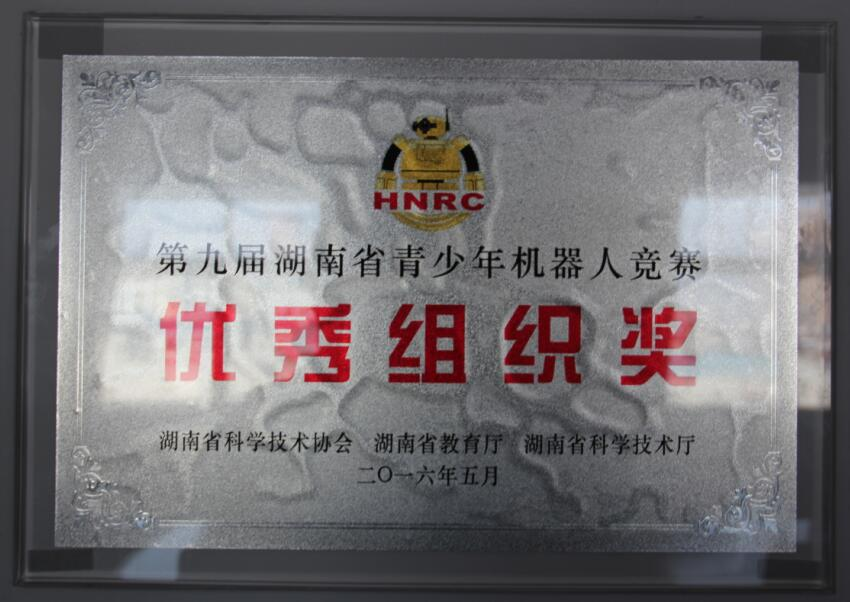 HNRC
第九届湖南省青少年机器人竞赛
优秀组织奖
湖南省科学技术协会 湖南省教育厅 湖南省科学技术厅
二〇一六年五月